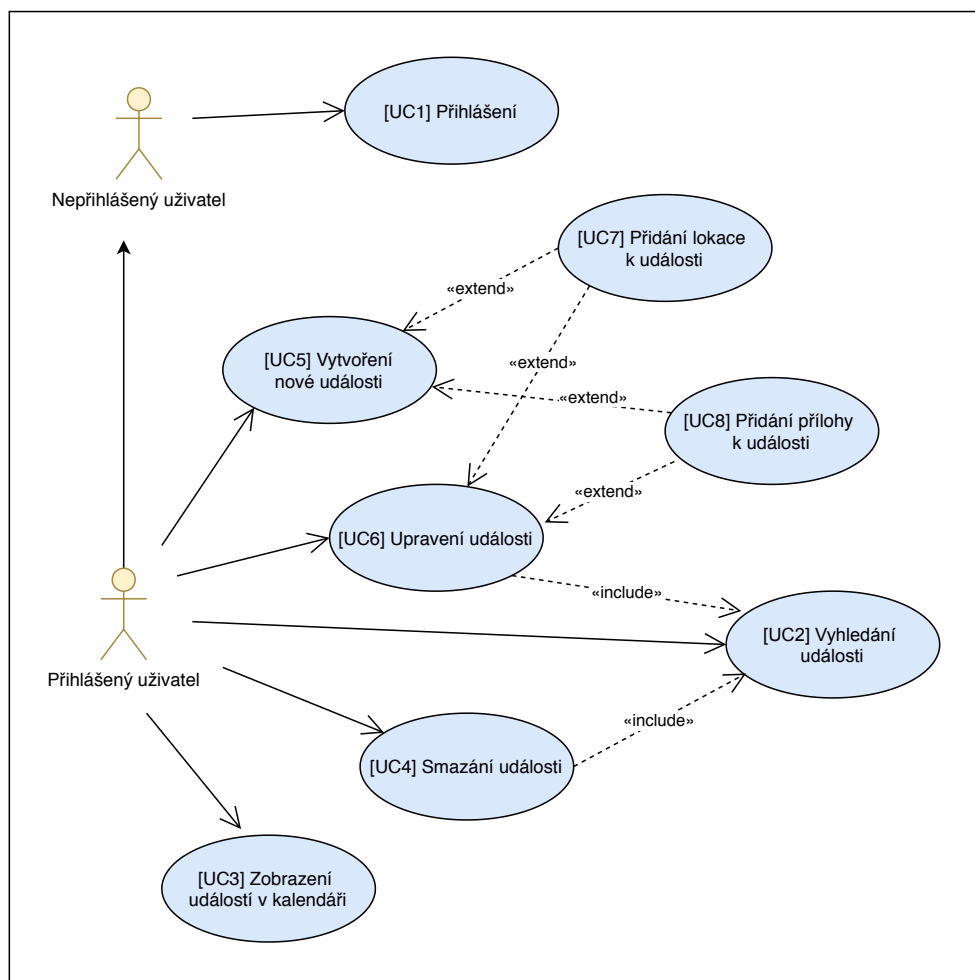 [UC1] Přihlášení
Nepřihlášený uživatel
[UC7] Přidání lokace
k události
«extend»
[UC5] Vytvoření
nové události
«extend»
«extend»
[UC8] Přidání přílohy
k události
«extend»
[UC6] Upravení události
«include»
[UC2] Vyhledání
události
Přihlášený uživatel
«include»
[UC4] Smazání události
[UC3] Zobrazení
událostí v kalendáři